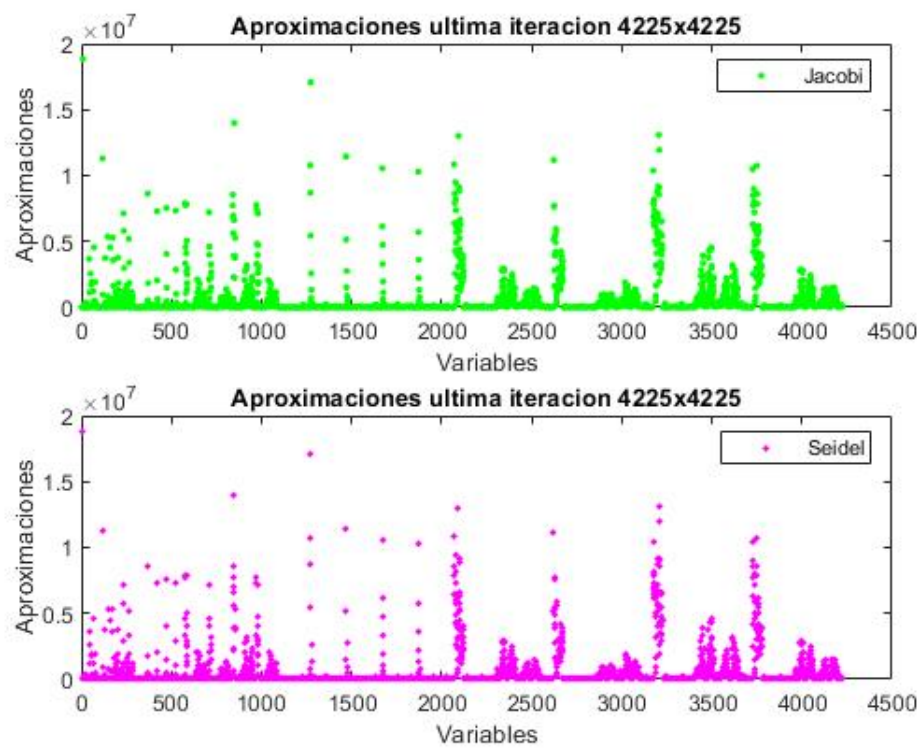 Aproximaciones ultima iteracion 4225x4225
×10^7
2
1.5
1
0.5
0
Aproximaciones
Jacobi
0 500 1000 1500 2000 2500 3000 3500 4000 4500
Variables
Aproximaciones ultima iteracion 4225x4225
×10^7
2
1.5
1
0.5
0
Aproximaciones
Seidel
0 500 1000 1500 2000 2500 3000 3500 4000 4500
Variables